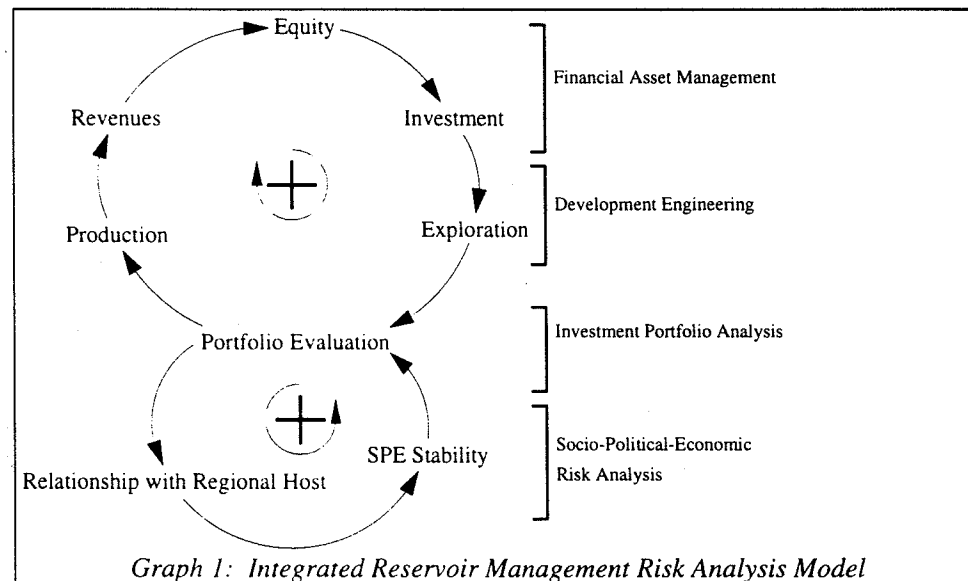 Equity
Financial Asset Management
Revenues
Investment
Development Engineering
Production
Exploration
Portfolio Evaluation
Investment Portfolio Analysis
SPE Stability
Socio-Political-Economic
Risk Analysis
Relationship with Regional Host
Graph 1: Integrated Reservoir Management Risk Analysis Model